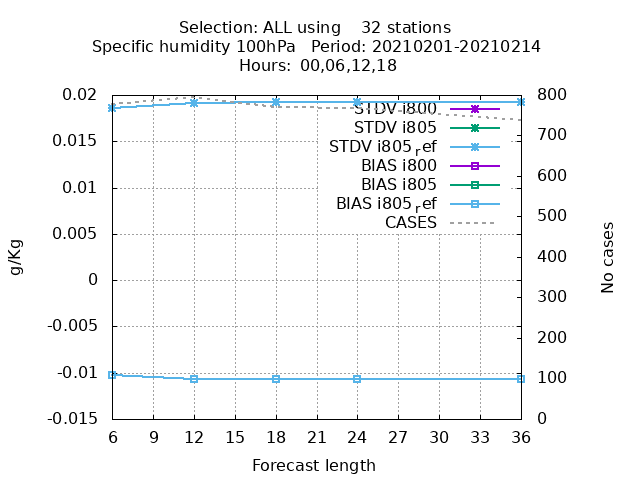 Selection: ALL using    32 stations
Specific humidity 100hPa   Period: 20210201-20210214
Hours:  00,06,12,18
0.02
0.015
0.01
0.005
0
-0.005
-0.01
-0.015
g/Kg
STDV i800
STDV i805
STDV i805ref
BIAS i800
BIAS i805
BIAS i805ref
CASES
800
700
600
500
400
300
200
100
0
No cases
6 9 12 15 18 21 24 27 30 33 36
Forecast length